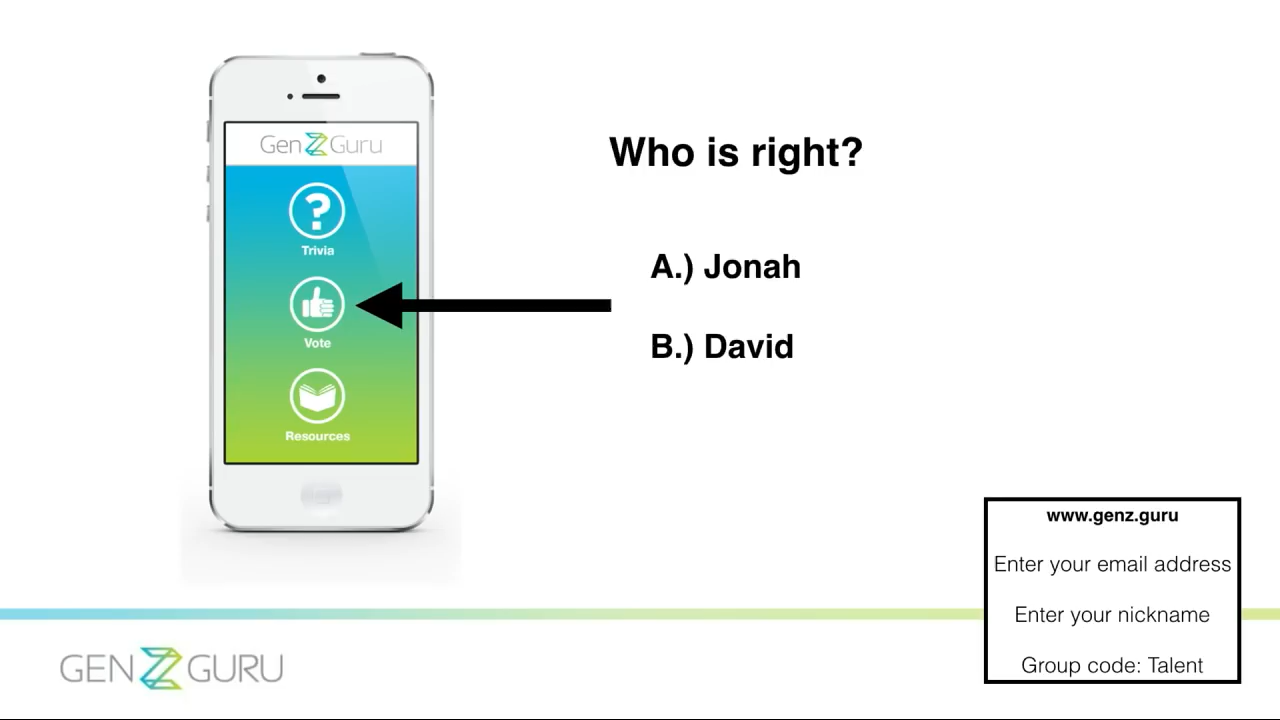 Gen Z Guru
Trivia
Vote
Resources
Who is right?
A.) Jonah
B.) David
www.genz.guru
Enter your email address
Enter your nickname
Group code: Talent
GEN Z GURU